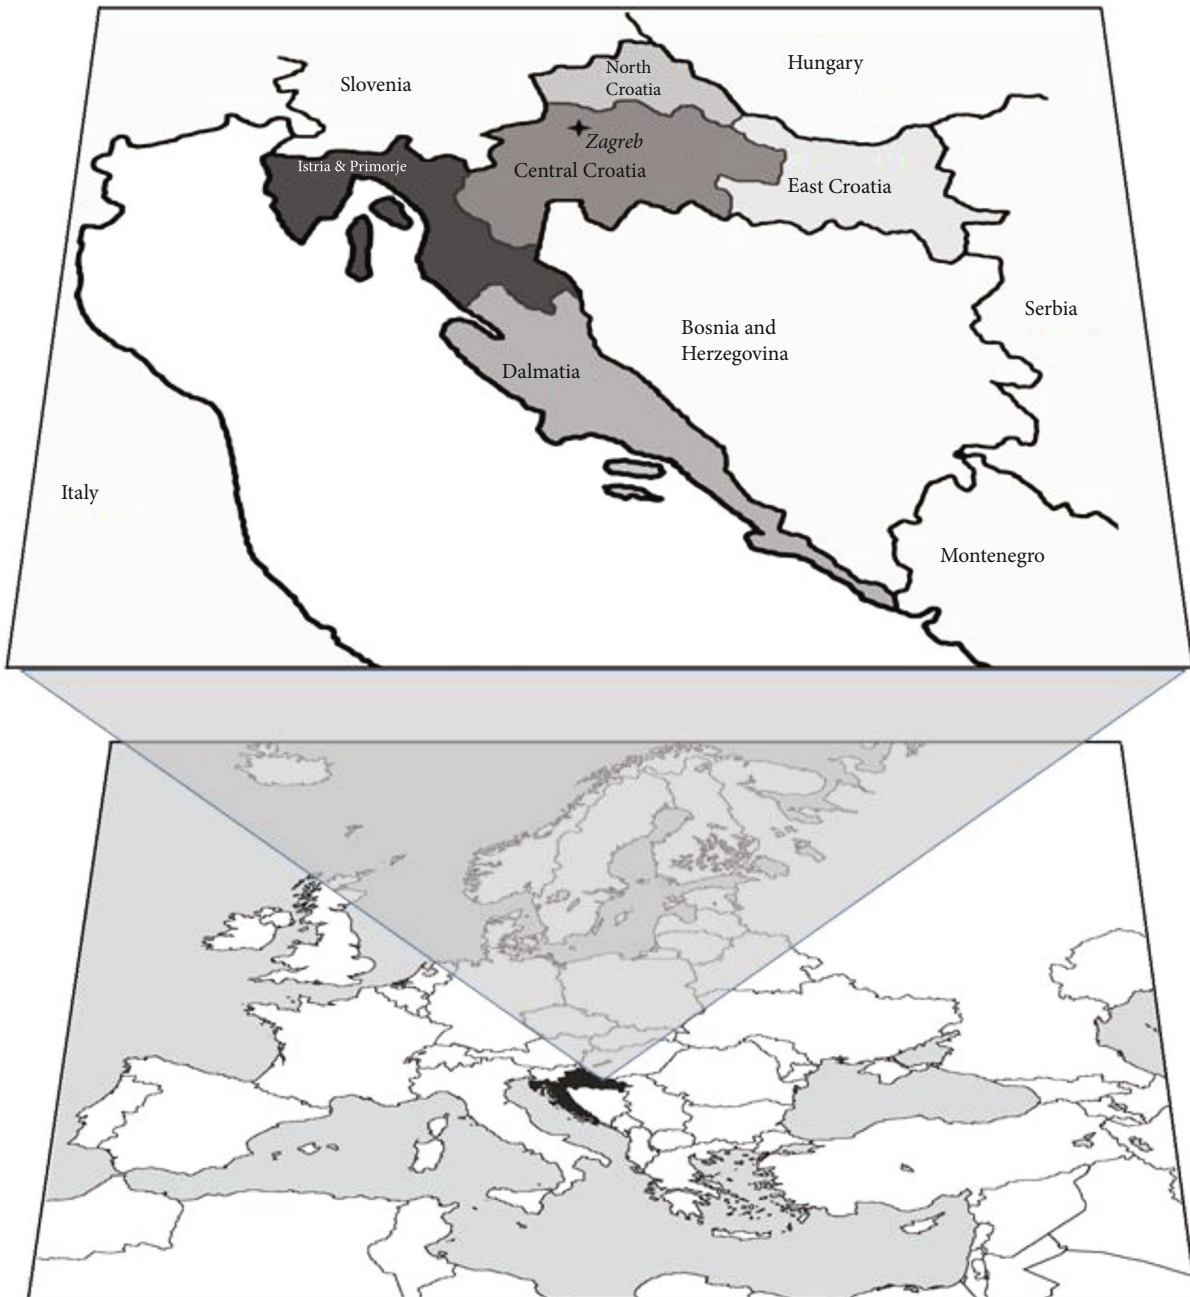 Hungary
Slovenia
North
Croatia
Zagreb
Istria & Primorje
Central Croatia
East Croatia
Serbia
Bosnia and
Herzegovina
Dalmatia
Italy
Montenegro